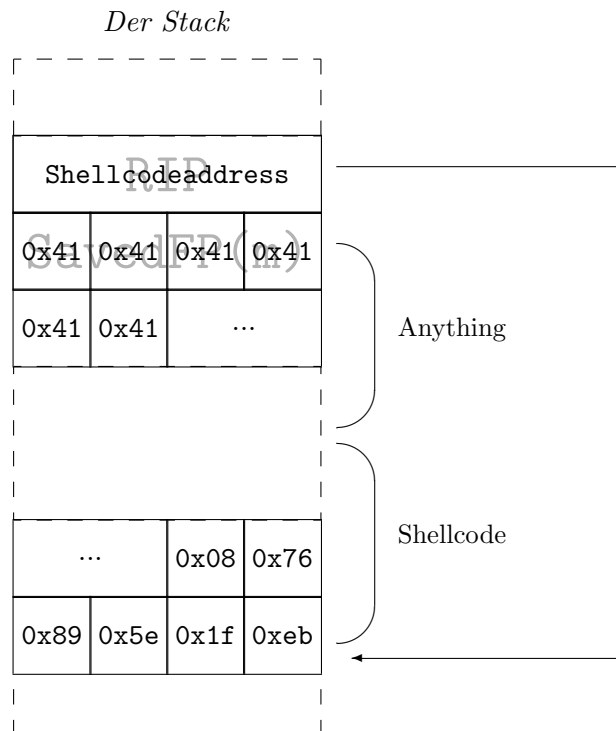 Der Stack
RIP
Shellcodeaddress
SavedFP(m)
0x41 0x41 0x41 0x41
0x41 0x41 ...
Anything
... 0x08 0x76
Shellcode
0x89 0x5e 0x1f 0xeb